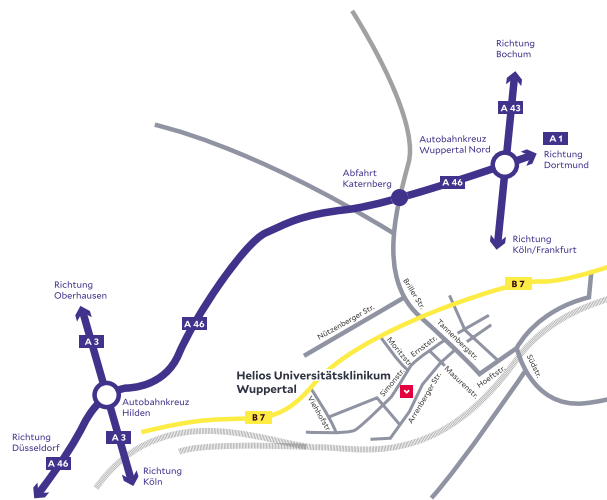 Richtung
Bochum
A 43
A 1
Autobahnkreuz
Wuppertal Nord
Richtung
Dortmund
Abfahrt
Katernberg
A 46
Richtung
Köln/Frankfurt
Richtung
Oberhausen
Briller Str.
B 7
Nützenberger Str.
A 46
A 3
Tannenbergstr.
Moritzstr.
Ernststr.
Helios Universitätsklinikum
Wuppertal
Simonstr.
Masurenstr.
Hoeftstr.
Südstr.
Arrenberger Str.
Viehhofstr
Autobahnkreuz
Hilden
B 7
Richtung
Düsseldorf
A 3
A 46
Richtung
Köln